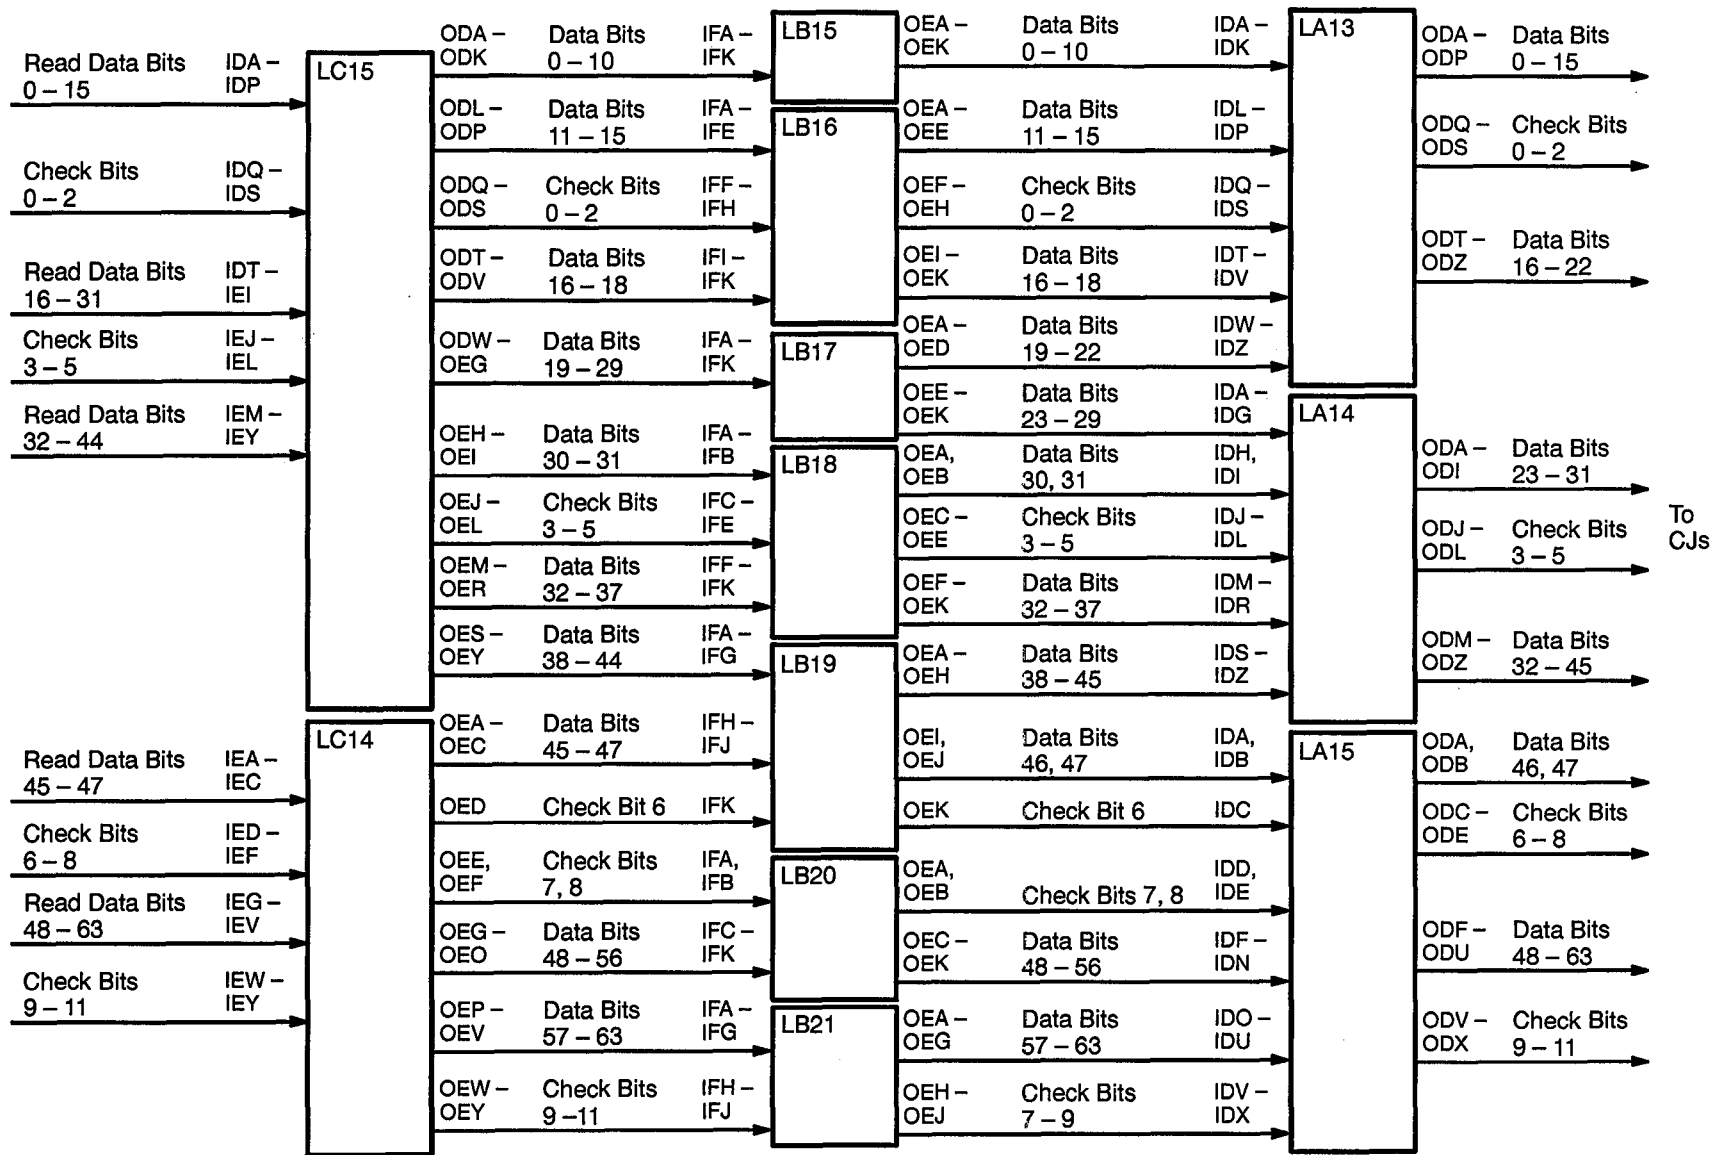 Read Data Bits IDA –
0 – 15 IDP
Check Bits IDQ –
0 – 2 IDS
Read Data Bits IDT –
16 – 31 IEI
Check Bits IEJ –
3 – 5 IEL
Read Data Bits IEM –
32 – 44 IEY
Read Data Bits IEA –
45 – 47 IEC
Check Bits IED –
6 – 8 IEF
Read Data Bits IEG –
48 – 63 IEV
Check Bits IEW –
9 – 11 IEY
LC15
LC14
ODA – Data Bits IFA –
ODK 0 – 10 IFK
ODL – Data Bits IFA –
ODP 11 – 15 IFE
ODQ – Check Bits IFF –
ODS 0 – 2 IFH
ODT – Data Bits IFI –
ODV 16 – 18 IFK
ODW – Data Bits IFA –
OEG 19 – 29 IFK
OEH – Data Bits IFA –
OEI 30 – 31 IFB
OEJ – Check Bits IFC –
OEL 3 – 5 IFE
OEM – Data Bits IFF –
OER 32 – 37 IFK
OES – Data Bits IFA –
OEY 38 – 44 IFG
OEA – Data Bits IFH –
OEC 45 – 47 IFJ
OED Check Bit 6 IFK
OEE, Check Bits IFA,
OEF 7, 8 IFB
OEG – Data Bits IFC –
OEO 48 – 56 IFK
OEP – Data Bits IFA –
OEV 57 – 63 IFG
OEW – Check Bits IFH –
OEY 9 –11 IFJ
LB15
LB16
LB17
LB18
LB19
LB20
LB21
OEA – Data Bits IDA –
OEK 0 – 10 IDK
OEA – Data Bits IDL –
OEE 11 – 15 IDP
OEF – Check Bits IDQ –
OEH 0 – 2 IDS
OEI – Data Bits IDT –
OEK 16 – 18 IDV
OEA – Data Bits IDW –
OED 19 – 22 IDZ
OEE – Data Bits IDA –
OEK 23 – 29 IDG
OEA, Data Bits IDH,
OEB 30, 31 IDI
OEC – Check Bits IDJ –
OEE 3 – 5 IDL
OEF – Data Bits IDM –
OEK 32 – 37 IDR
OEA – Data Bits IDS –
OEH 38 – 45 IDZ
OEI, Data Bits IDA,
OEJ 46, 47 IDB
OEK Check Bit 6 IDC
OEA, IDD,
OEB Check Bits 7, 8 IDE
OEC – Data Bits IDF –
OEK 48 – 56 IDN
OEA – Data Bits IDO –
OEG 57 – 63 IDU
OEH – Check Bits IDV –
OEJ 7 – 9 IDX
LA13
LA14
LA15
ODA – Data Bits
ODP 0 – 15
ODQ – Check Bits
ODS 0 – 2
ODT – Data Bits
ODZ 16 – 22
ODA – Data Bits
ODI 23 – 31
ODJ – Check Bits
ODL 3 – 5
ODM – Data Bits
ODZ 32 – 45
ODA, Data Bits
ODB 46, 47
ODC – Check Bits
ODE 6 – 8
ODF – Data Bits
ODU 48 – 63
ODV – Check Bits
ODX 9 – 11
To
CJs